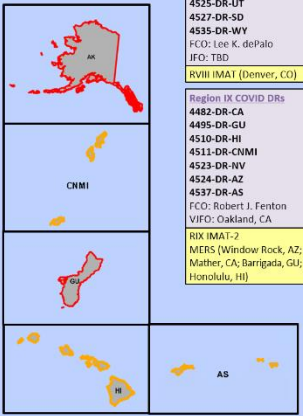 4525-DR-UT
4527-DR-SD
4535-DR-WY
FCO: Lee K. dePalo
JFO: TBD
RVIII IMAT (Denver, CO)
Region IX COVID DRs
4482-DR-CA
4495-DR-GU
4510-DR-HI
4511-DR-CNMI
4523-DR-NV
4524-DR-AZ
4537-DR-AS
FCO: Robert J. Fenton
VJFO: Oakland, CA
RIX IMAT-2
MERS (Window Rock, AZ;
Mather, CA; Barrigada, GU;
Honolulu, HI)
AK
CNMI
GU
HI
AS